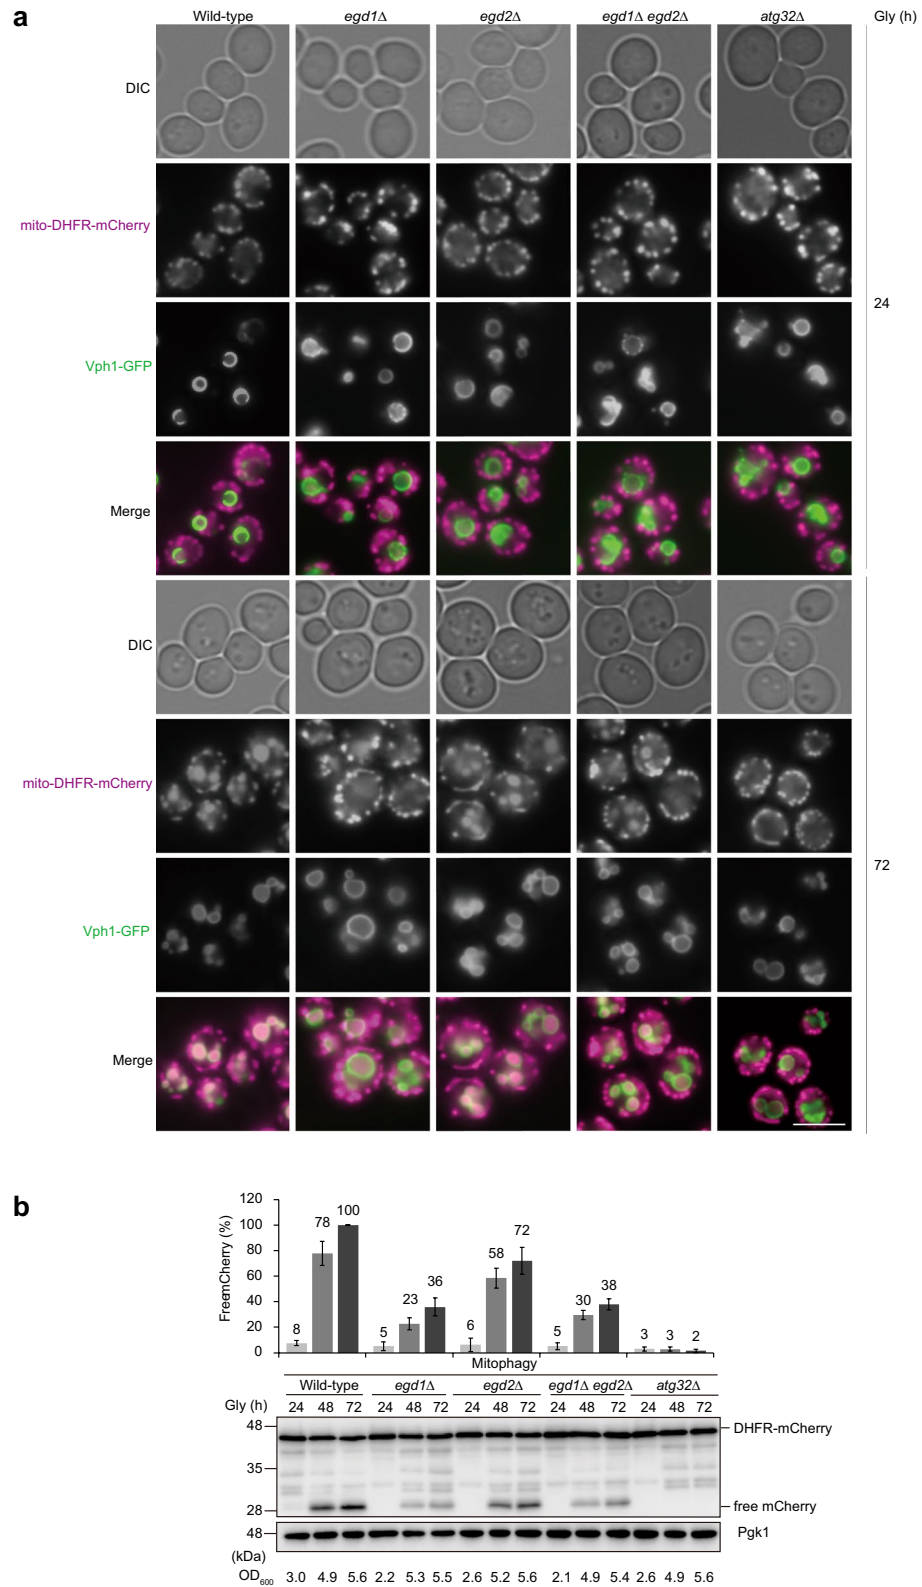 a
Wild-type egd1Δ egd2Δ egd1Δ egd2Δ atg32Δ Gly (h)
DIC
mito-DHFR-mCherry
24
Vph1-GFP
Merge
DIC
mito-DHFR-mCherry
72
Vph1-GFP
Merge
b
Free mCherry (%)
120
100
80
60
40
20
0
8 78 100 5 23 36 6 58 72 5 30 38 3 3 2
Mitophagy
Wild-type egd1Δ egd2Δ egd1Δ egd2Δ atg32Δ
Gly (h) 24 48 72 24 48 72 24 48 72 24 48 72 24 48 72
48 DHFR-mCherry
35
28 free mCherry
48 Pgk1
(kDa)
OD600 3.0 4.9 5.6 2.2 5.3 5.5 2.6 5.2 5.6 2.1 4.9 5.4 2.6 4.9 5.6